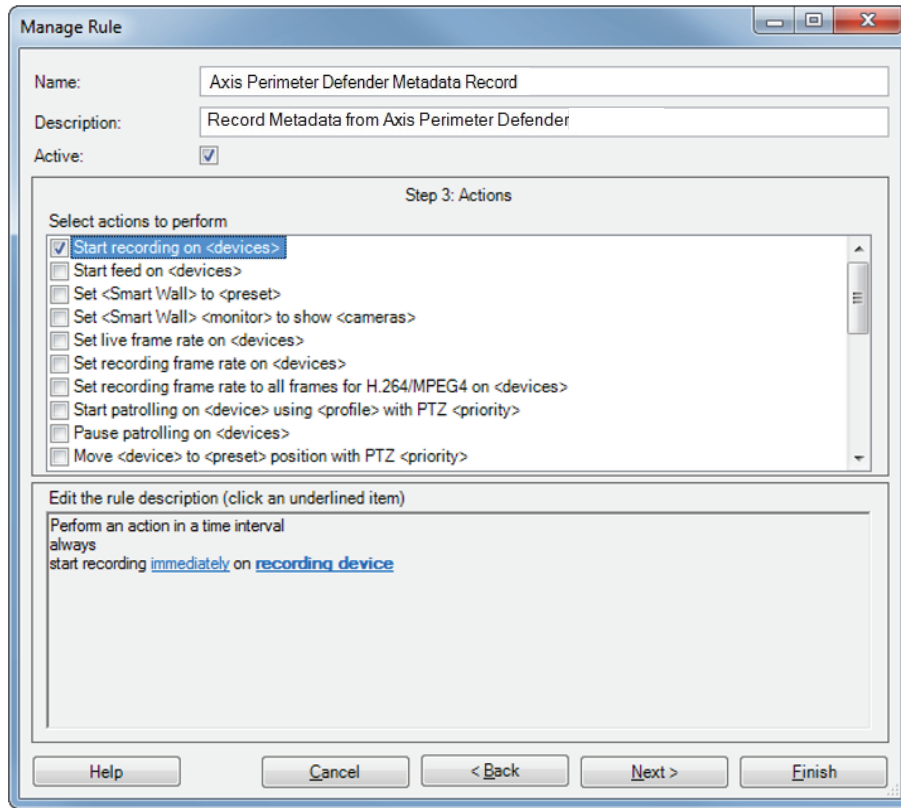 Manage Rule
Name: Axis Perimeter Defender Metadata Record
Description: Record Metadata from Axis Perimeter Defender
Active:
Step 3: Actions
Select actions to perform
Start recording on <devices>
Start feed on <devices>
Set <Smart Wall> to <preset>
Set <Smart Wall> <monitor> to show <cameras>
Set live frame rate on <devices>
Set recording frame rate on <devices>
Set recording frame rate to all frames for H.264/MPEG4 on <devices>
Start patrolling on <device> using <profile> with PTZ <priority>
Pause patrolling on <devices>
Move <device> to <preset> position with PTZ <priority>
Edit the rule description (click an underlined item)
Perform an action in a time interval
always
start recording immediately on recording device
Help Cancel < Back Next > Finish